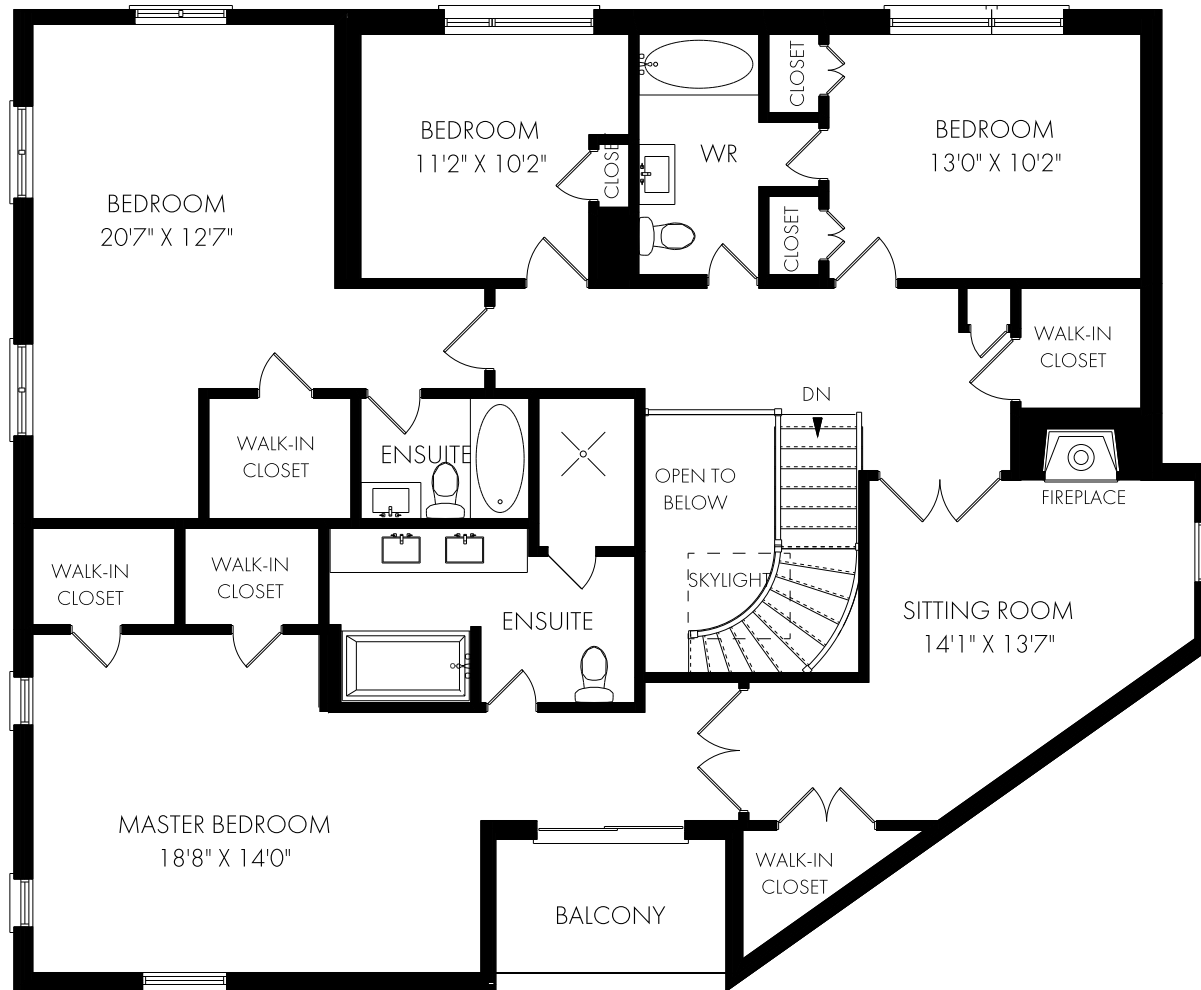 CLOSET
BEDROOM
11'2" X 10'2"
CLOSE
WR
BEDROOM
13'0" X 10'2"
BEDROOM
20'7" X 12'7"
CLOSET
WALK-IN
CLOSET
DN
WALK-IN
CLOSET
ENSUITE
OPEN TO
BELOW
FIREPLACE
WALK-IN
CLOSET
WALK-IN
CLOSET
SKYLIGHT
ENSUITE
SITTING ROOM
14'1" X 13'7"
MASTER BEDROOM
18'8" X 14'0"
WALK-IN
CLOSET
BALCONY